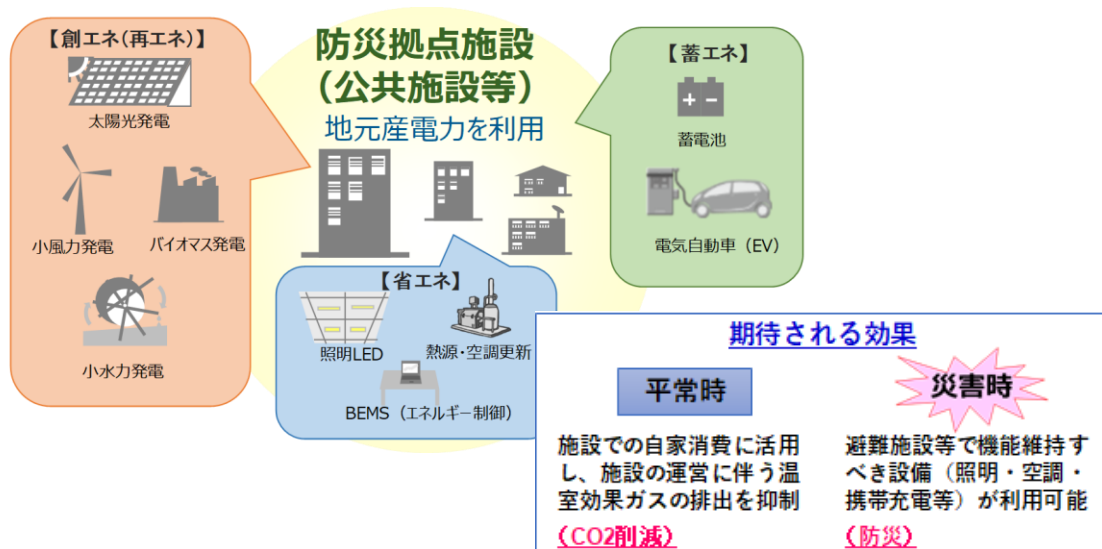 【創エネ(再エネ)】
太陽光発電
小風力発電
バイオマス発電
小水力発電
防災拠点施設
（公共施設等）
地元産電力を利用
【蓄エネ】
蓄電池
電気自動車（EV）
【省エネ】
照明LED
熱源・空調更新
BEMS（エネルギー制御）
期待される効果
平常時
施設での自家消費に活用
し、施設の運営に伴う温
室効果ガスの排出を抑制
（CO2削減）
災害時
避難施設等で機能維持す
べき設備（照明・空調・
携帯充電等）が利用可能
（防災）